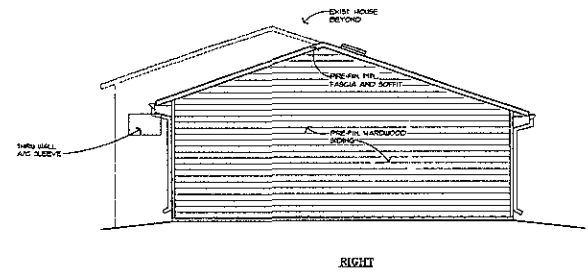 EXIST. HOUSE
BEYOND
PRE-FIN. MTL.
FASCIA AND SOFFIT
PRE-FIN. HARDWOOD
SIDING
THRU WALL
A/C SLEEVE
RIGHT